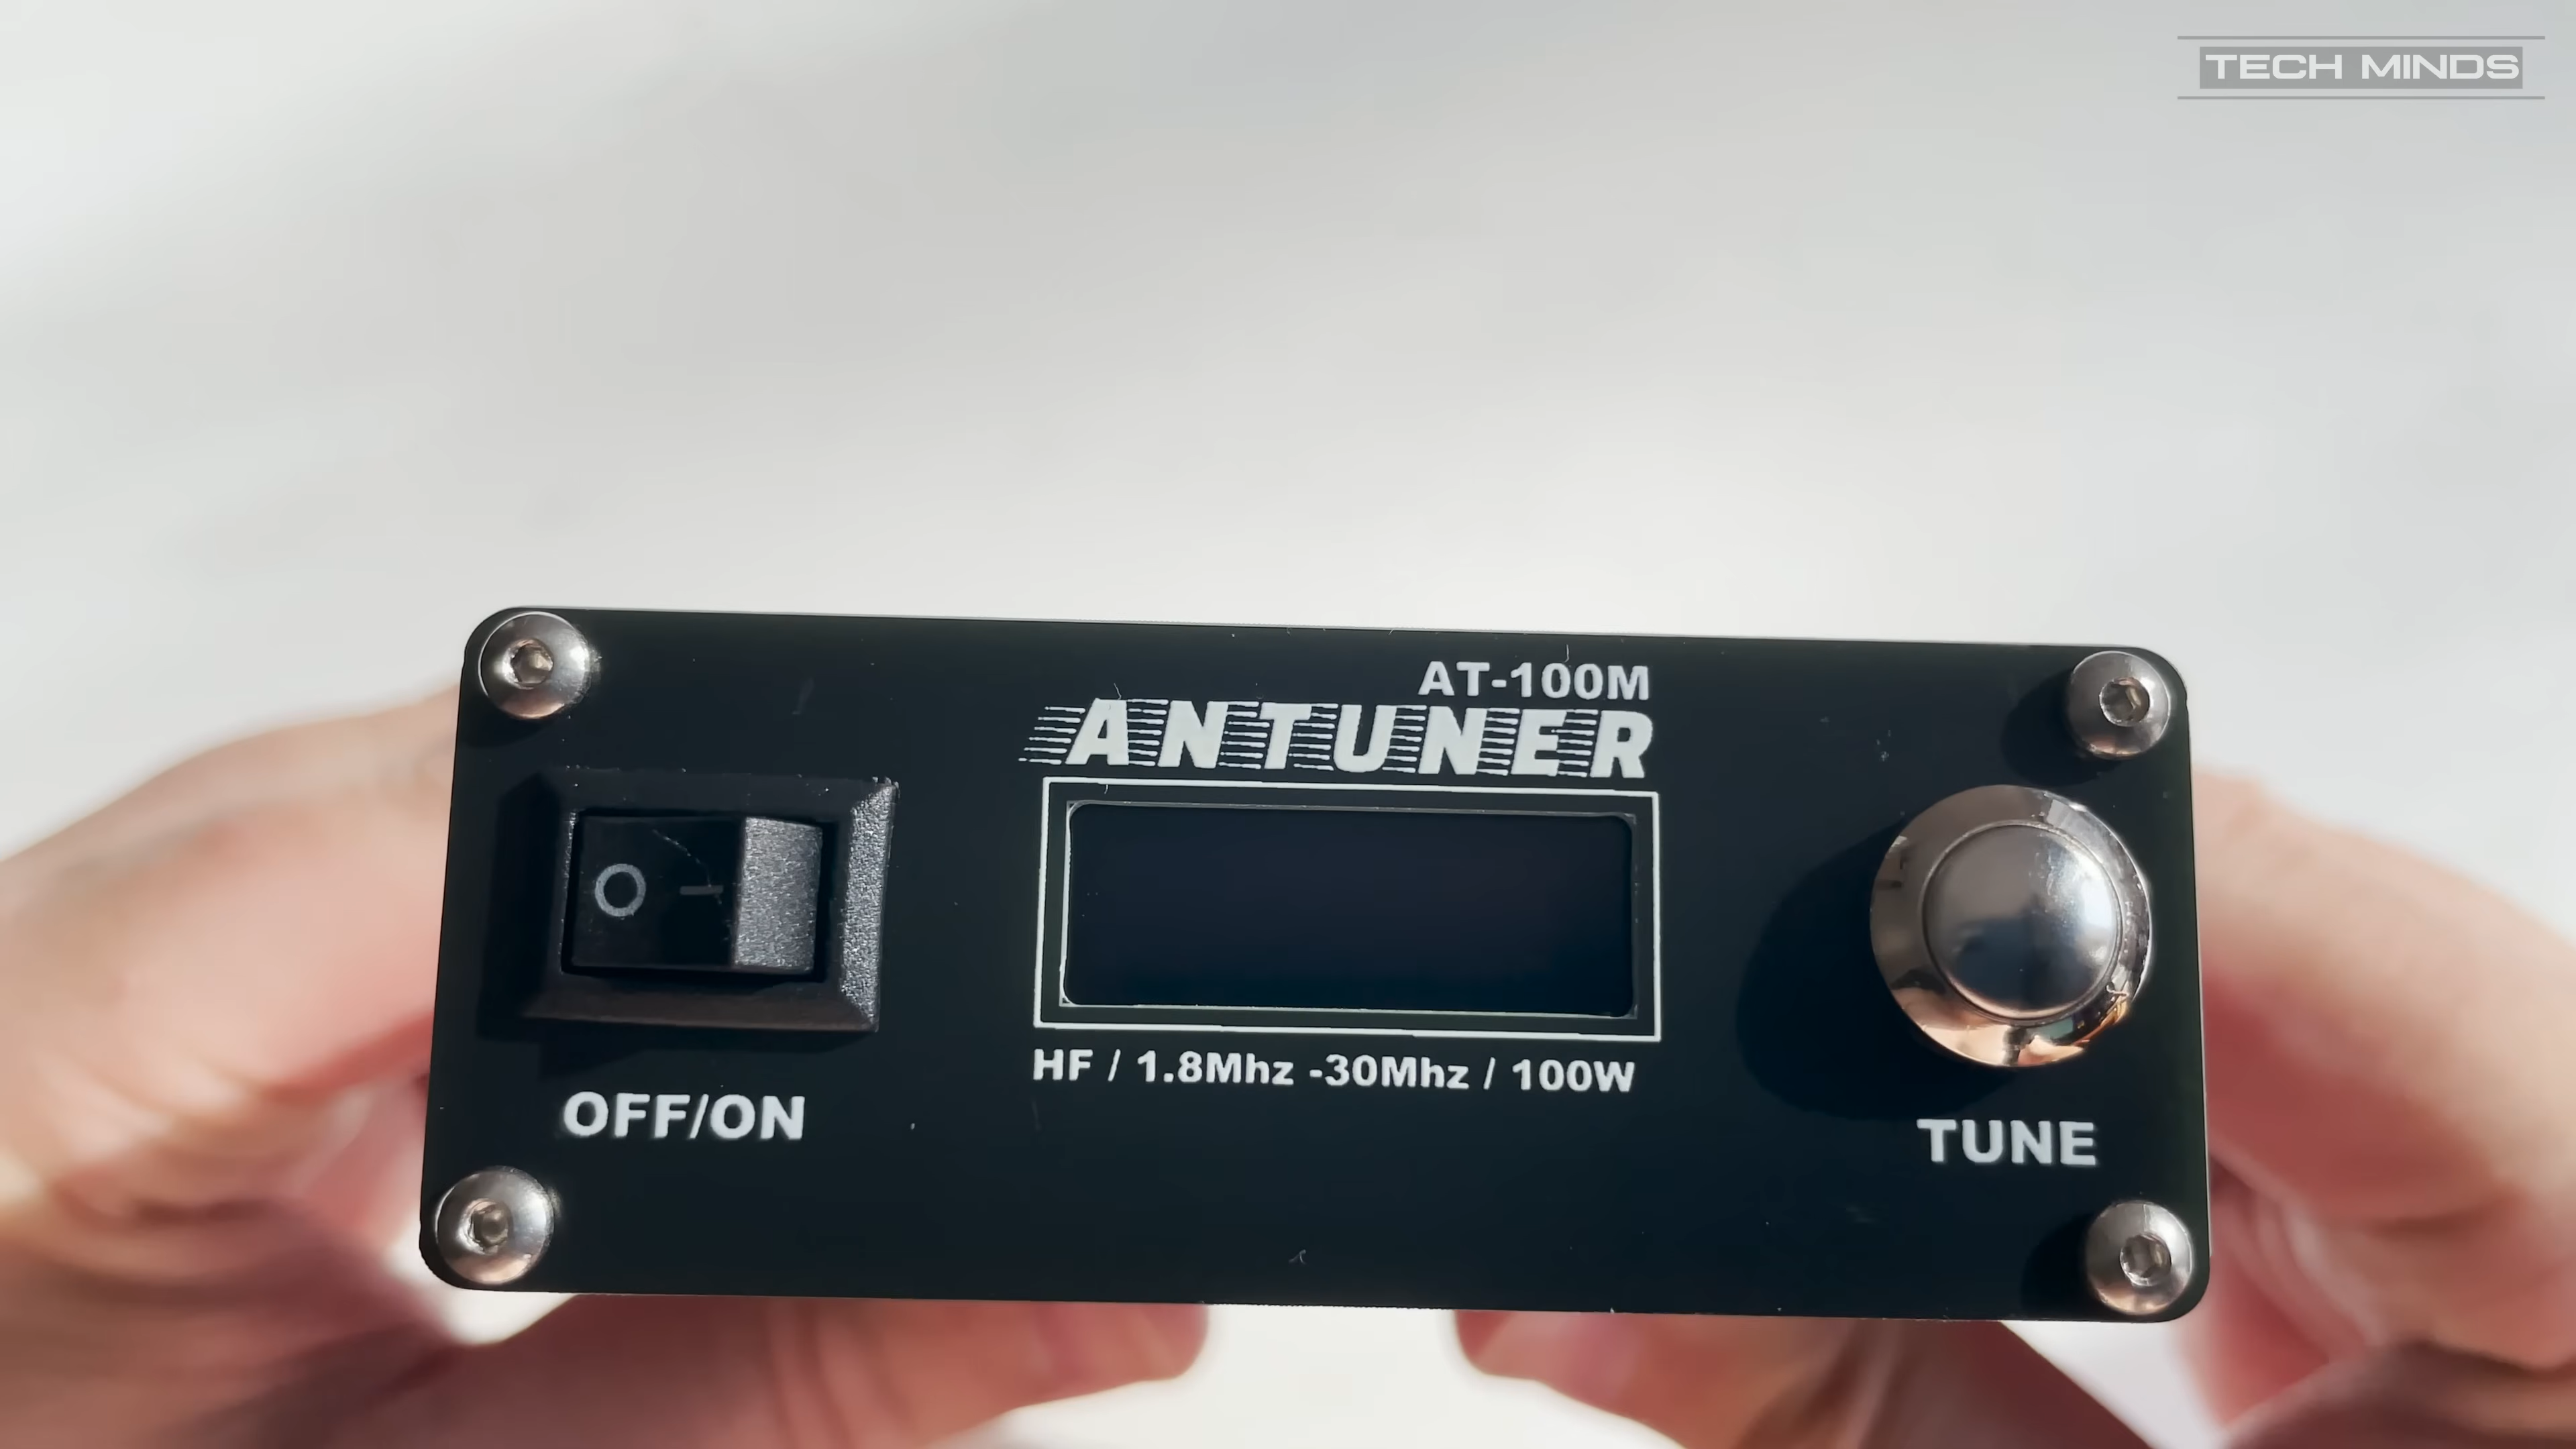 TECH MINDS
AT-100M
ANTUNER
O I
HF / 1.8Mhz -30Mhz / 100W
OFF/ON
TUNE